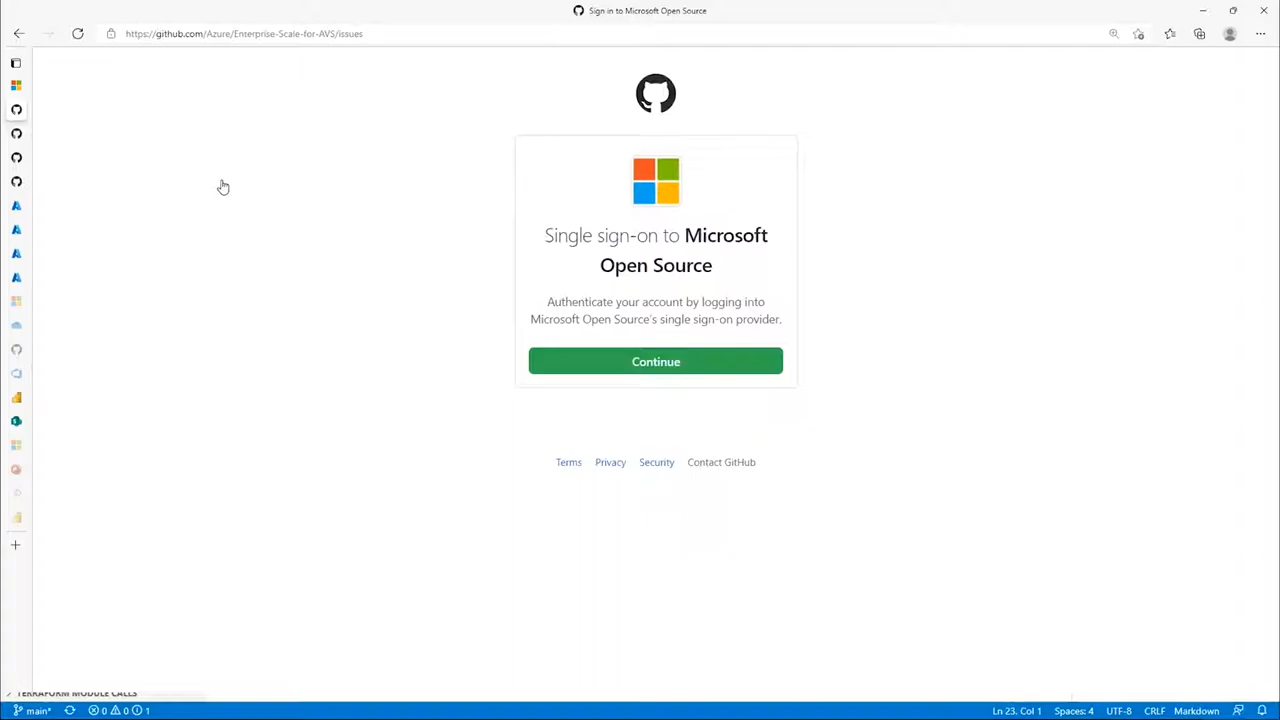 Sign in to Microsoft Open Source
https://github.com/Azure/Enterprise-Scale-for-AVS/issues
Single sign-on to Microsoft
Open Source
Authenticate your account by logging into
Microsoft Open Source's single sign-on provider.
Continue
Terms Privacy Security Contact GitHub
TERRAFORM MODULE CALLS
main* 0 0 1 Ln 23, Col 1 Spaces: 4 UTF-8 CRLF Markdown